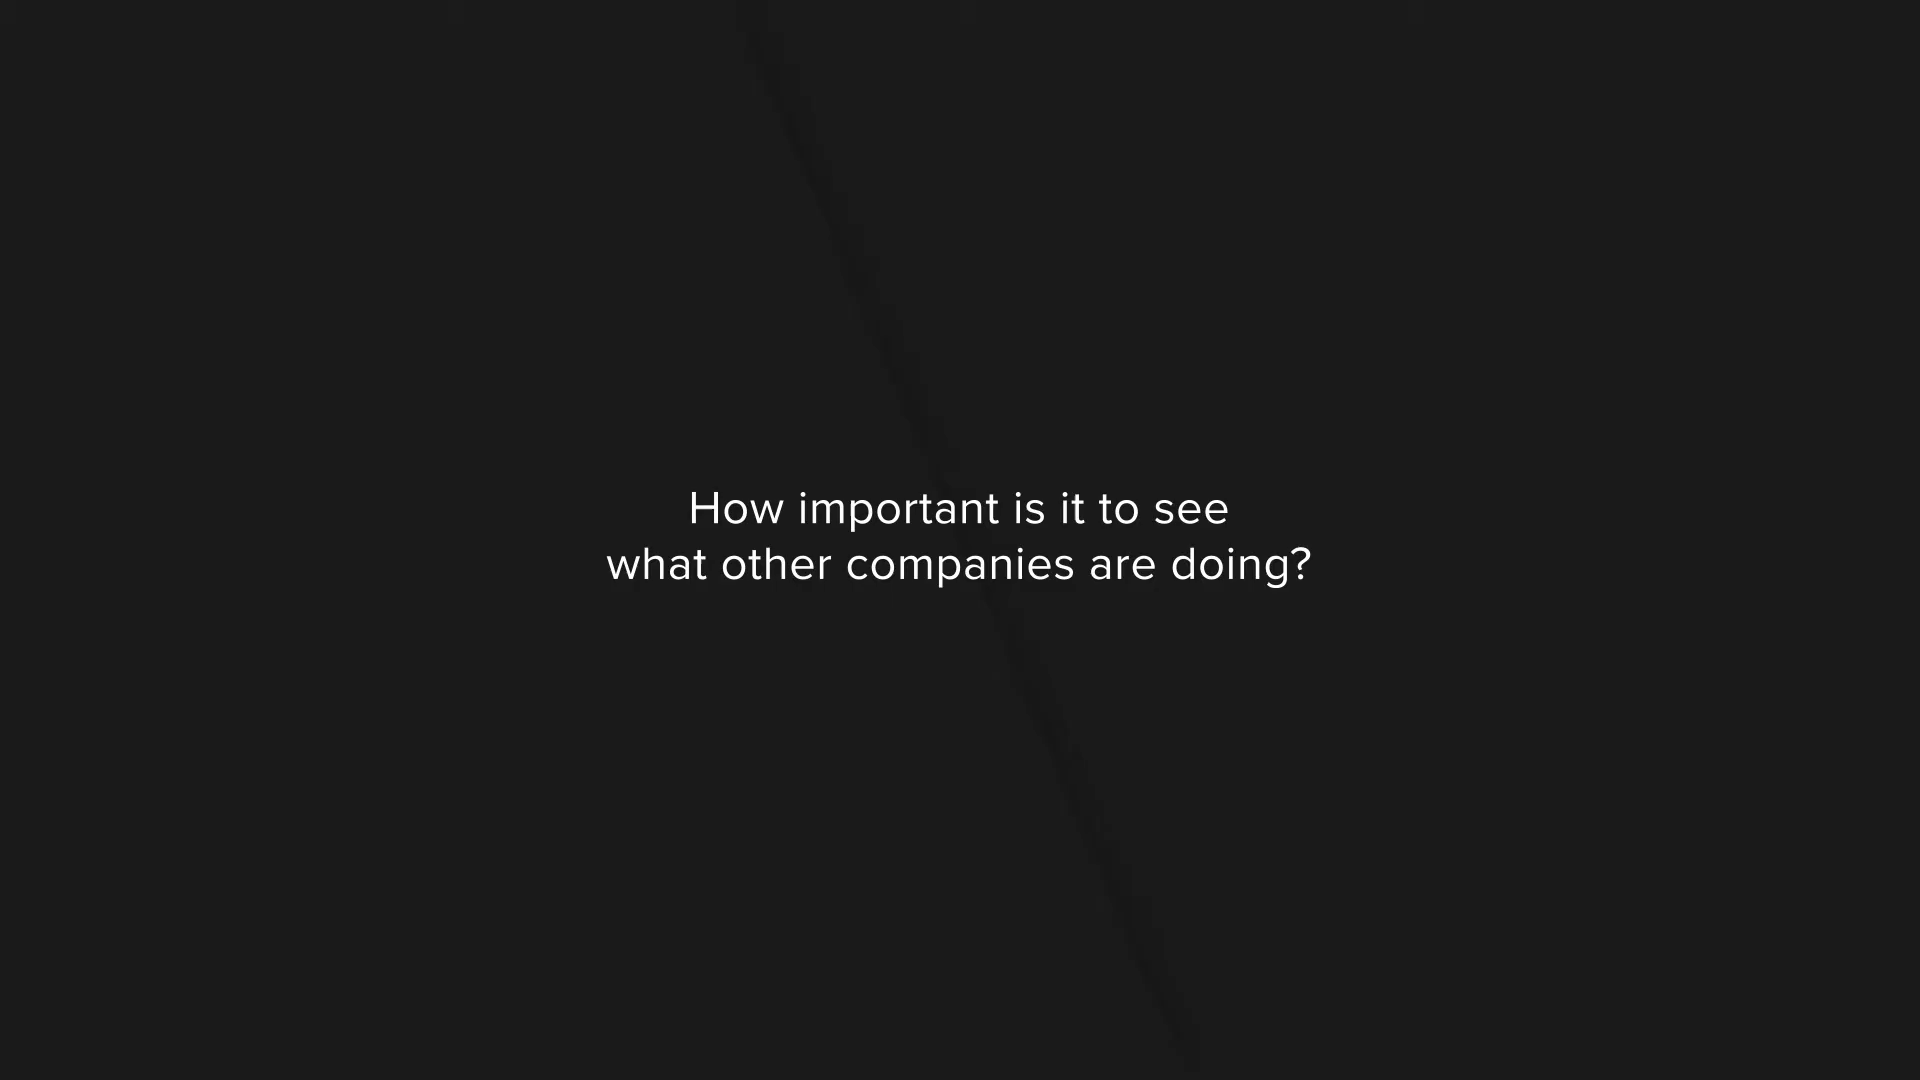 How important is it to see
what other companies are doing?